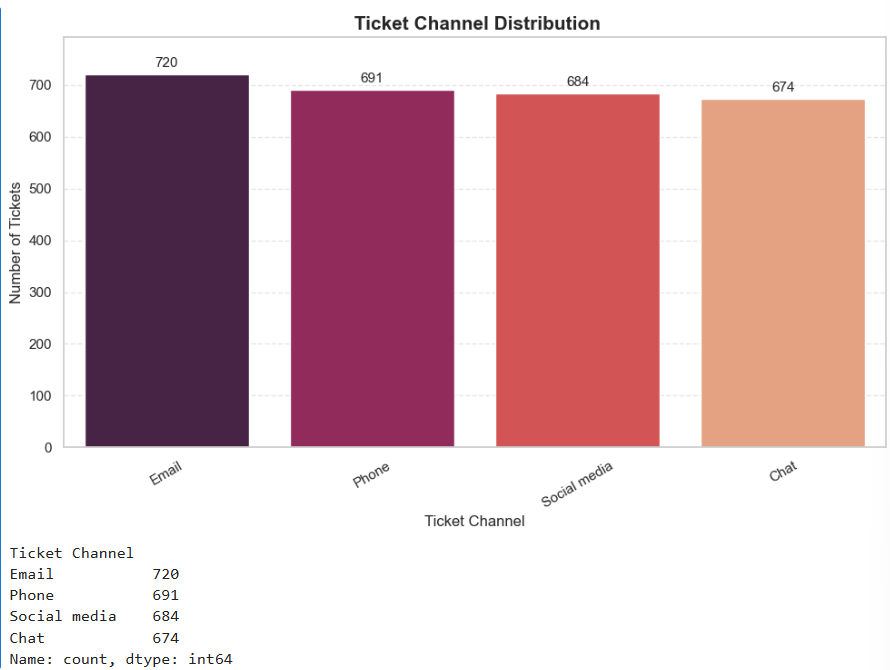 Ticket Channel Distribution
720
691
684
674
Number of Tickets
700
600
500
400
300
200
100
0
Email
Phone
Social media
Chat
Ticket Channel
Ticket Channel
Email 720
Phone 691
Social media 684
Chat 674
Name: count, dtype: int64